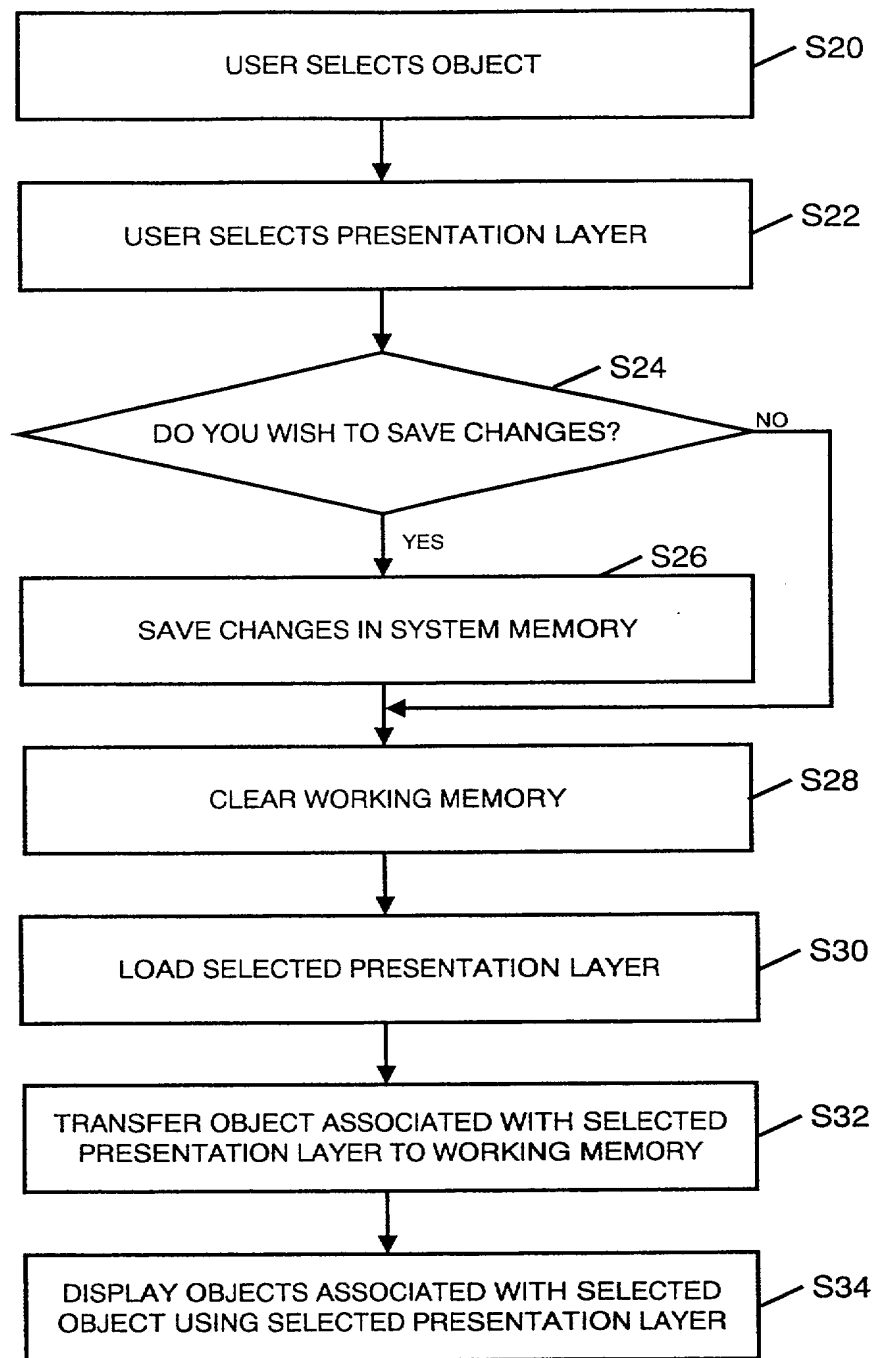 USER SELECTS OBJECT
S20
USER SELECTS PRESENTATION LAYER
S22
S24
DO YOU WISH TO SAVE CHANGES?
NO
YES
S26
SAVE CHANGES IN SYSTEM MEMORY
CLEAR WORKING MEMORY
S28
LOAD SELECTED PRESENTATION LAYER
S30
TRANSFER OBJECT ASSOCIATED WITH SELECTED
PRESENTATION LAYER TO WORKING MEMORY
S32
DISPLAY OBJECTS ASSOCIATED WITH SELECTED
OBJECT USING SELECTED PRESENTATION LAYER
S34